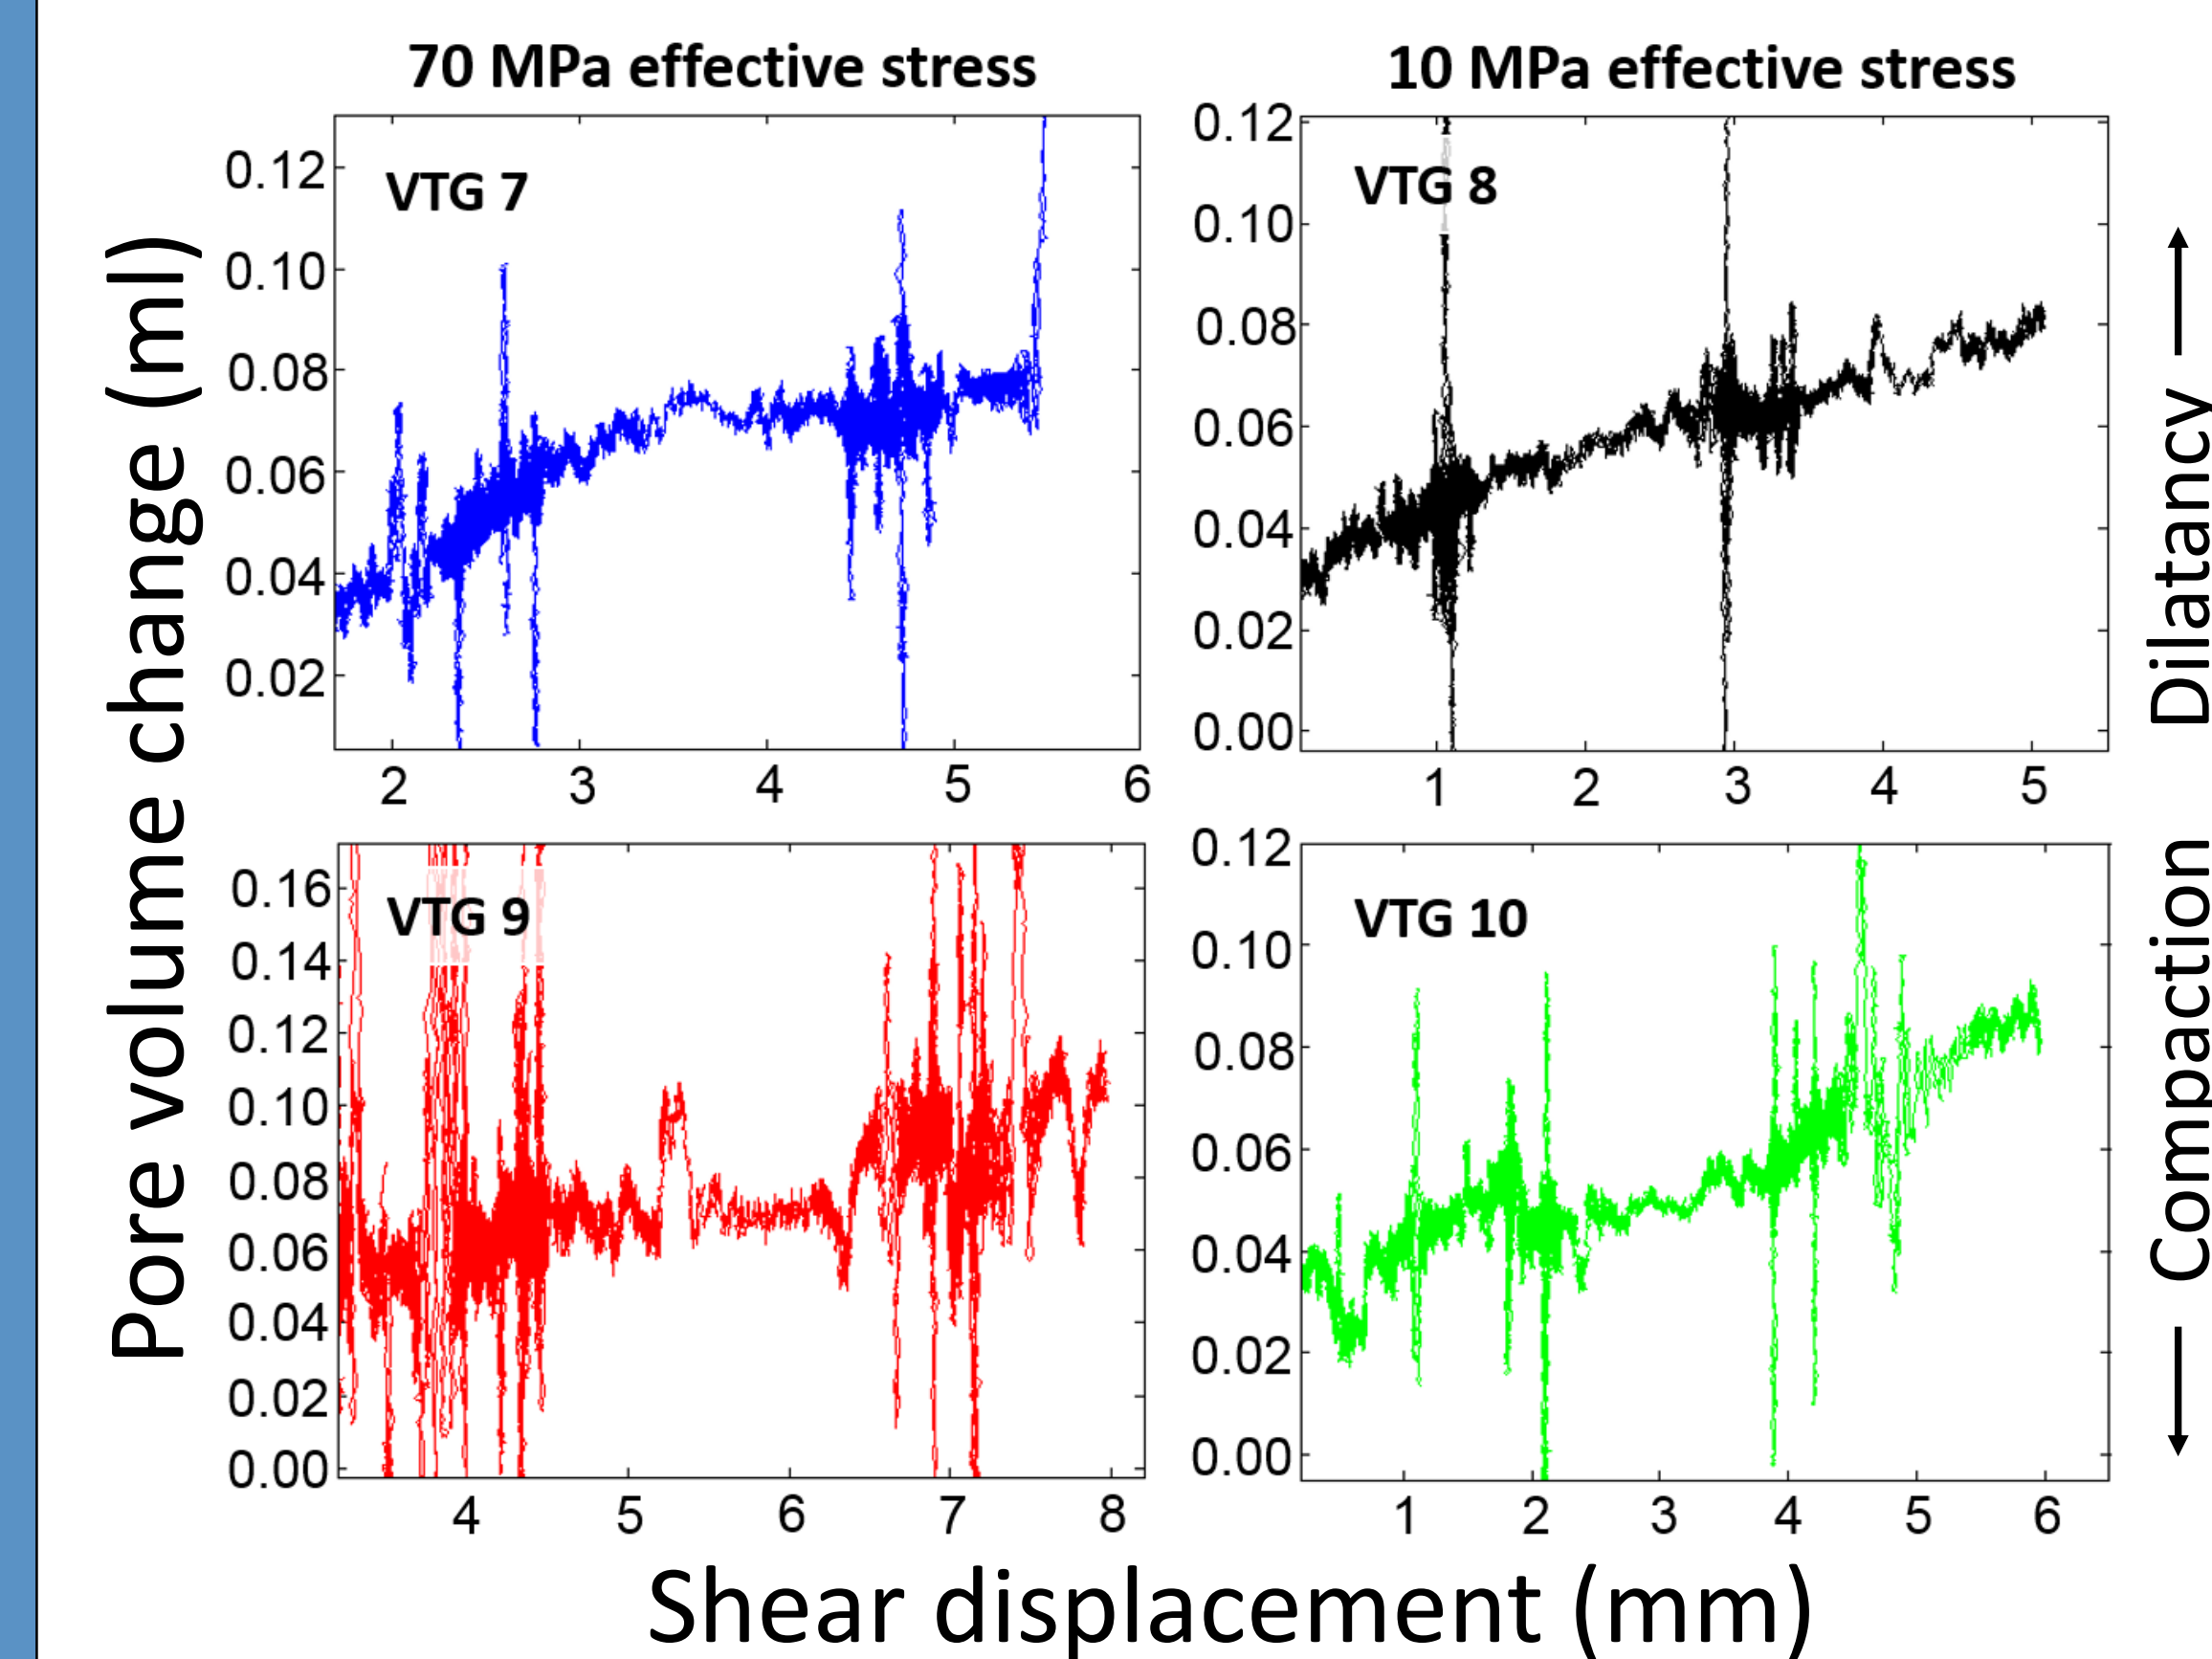 70 MPa effective stress
10 MPa effective stress
Pore volume change (ml)
VTG 7
0.12
0.10
0.08
0.06
0.04
0.02
2 3 4 5 6
VTG 8
0.12
0.10
0.08
0.06
0.04
0.02
0.00
1 2 3 4 5
VTG 9
0.16
0.14
0.12
0.10
0.08
0.06
0.04
0.02
0.00
4 5 6 7 8
VTG 10
0.12
0.10
0.08
0.06
0.04
0.02
0.00
1 2 3 4 5 6
Dilatancy
Compaction
Shear displacement (mm)